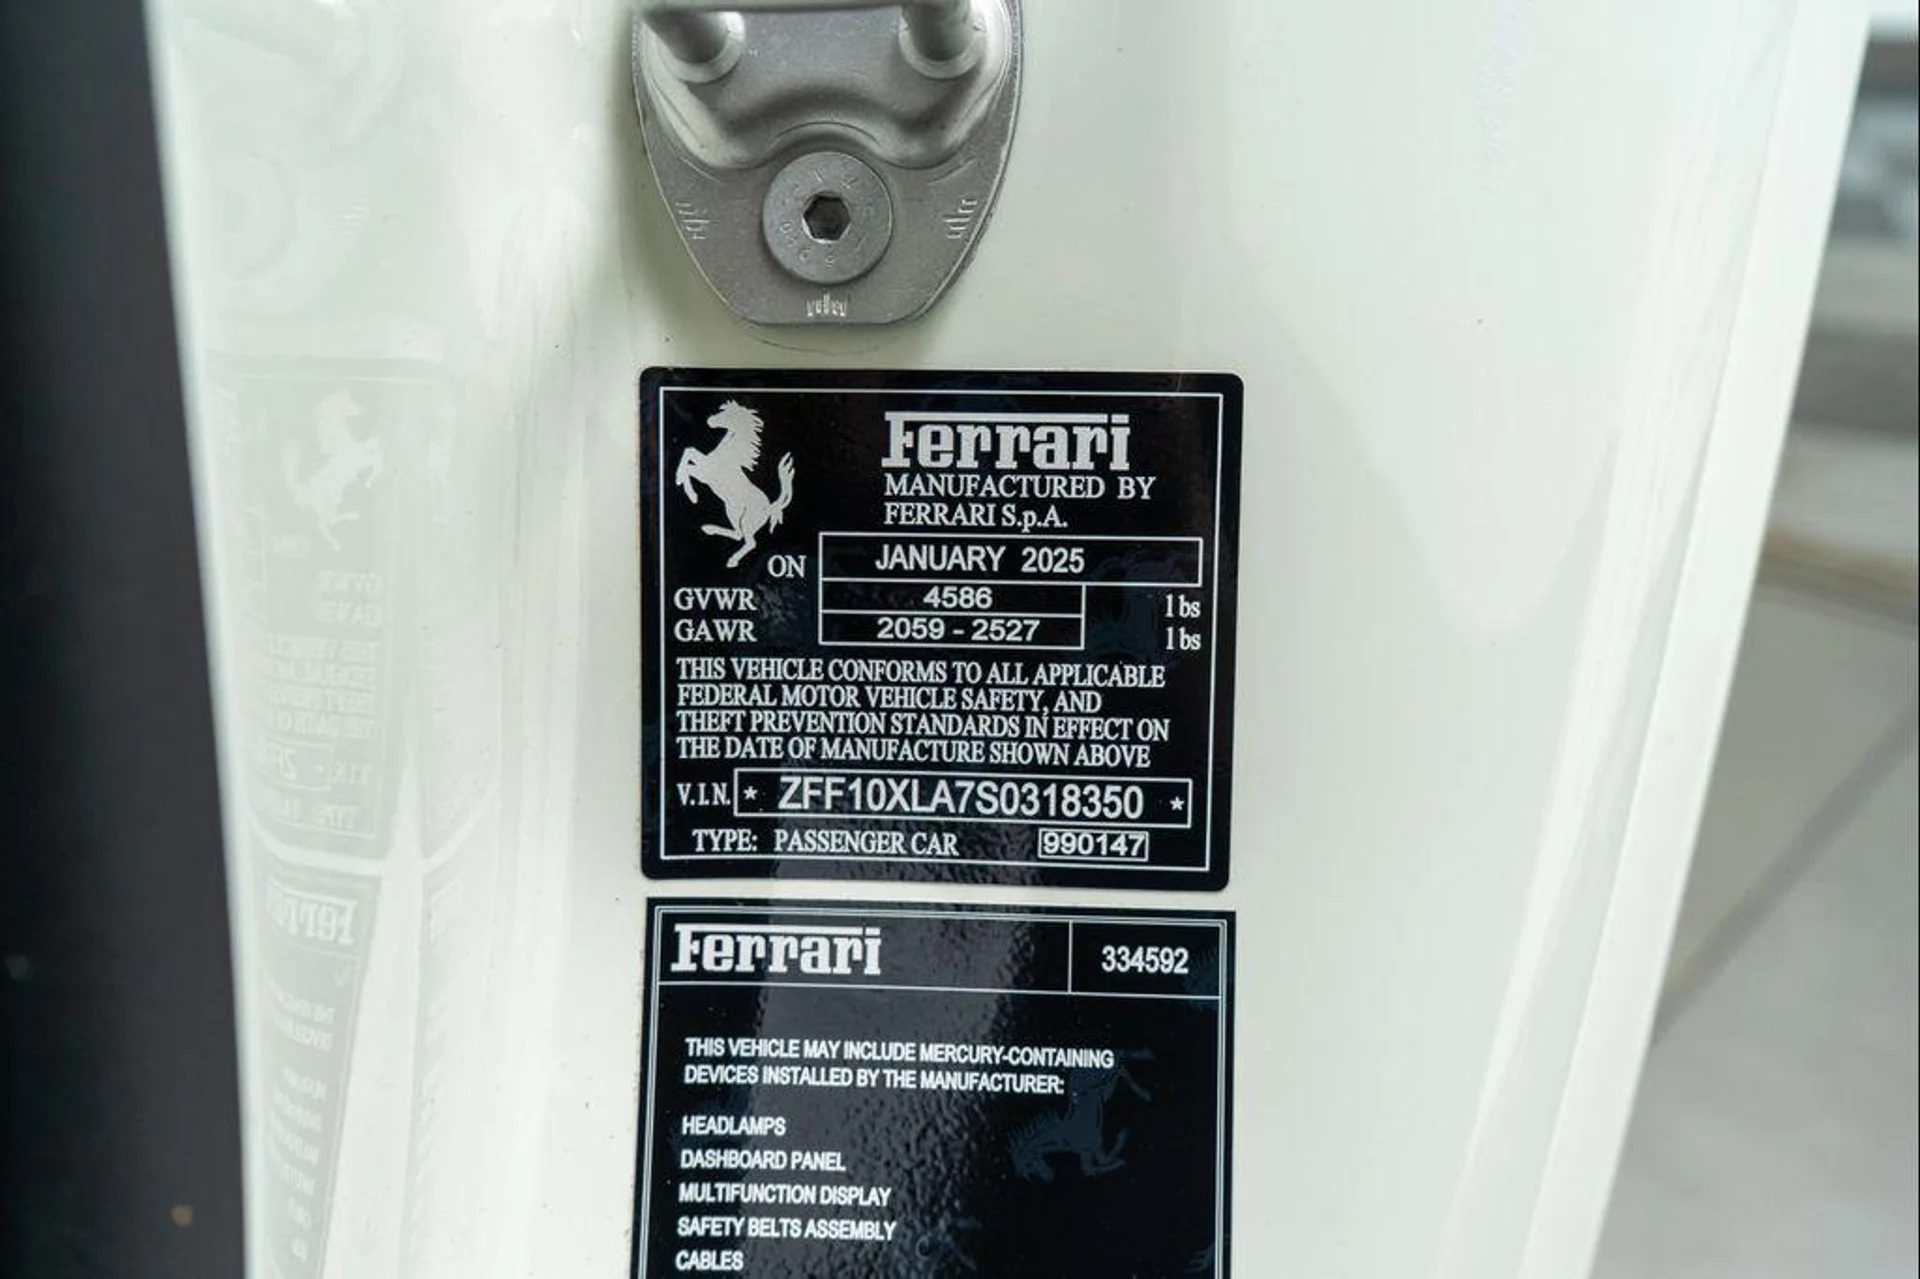 Ferrari
MANUFACTURED BY
FERRARI S.p.A.
ON JANUARY 2025
GVWR 4586 lbs
GAWR 2059 - 2527 lbs
THIS VEHICLE CONFORMS TO ALL APPLICABLE
FEDERAL MOTOR VEHICLE SAFETY, AND
THEFT PREVENTION STANDARDS IN EFFECT ON
THE DATE OF MANUFACTURE SHOWN ABOVE
V.I.N. * ZFF10XLA7S0318350 *
TYPE: PASSENGER CAR 990147
Ferrari 334592
THIS VEHICLE MAY INCLUDE MERCURY-CONTAINING
DEVICES INSTALLED BY THE MANUFACTURER:
HEADLAMPS
DASHBOARD PANEL
MULTIFUNCTION DISPLAY
SAFETY BELTS ASSEMBLY
CABLES